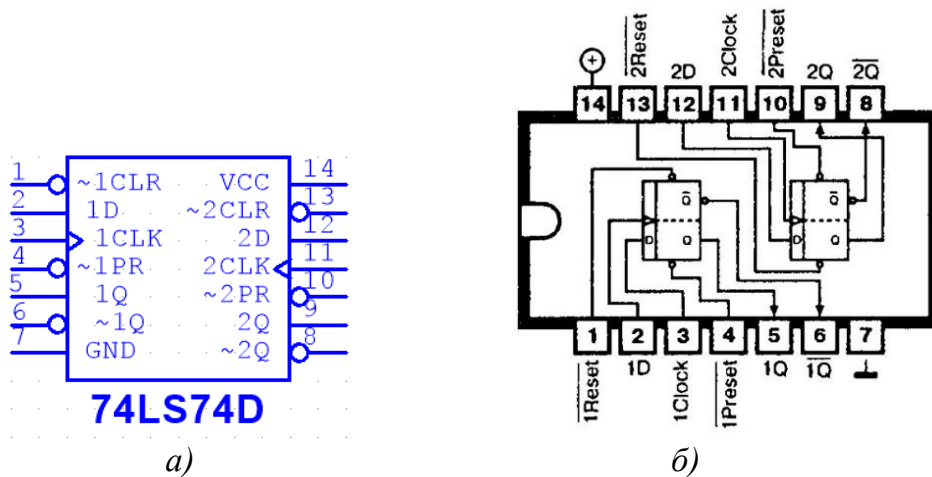 1 ~1CLR VCC 14
2 1D ~2CLR 13
3 1CLK 2D 12
4 ~1PR 2CLK 11
5 1Q ~2PR 10
6 ~1Q 2Q 9
7 GND ~2Q 8
74LS74D
а)
2Reset 2D 2Clock 2Preset 2Q 2Q
+
14 13 12 11 10 9 8
Q Q
D Q D Q
1 2 3 4 5 6 7
1Reset 1D 1Clock 1Preset 1Q 1Q
б)